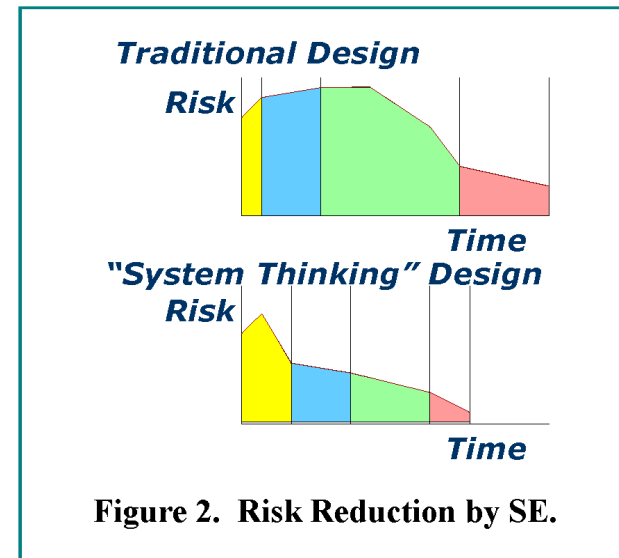 Traditional Design
Risk
Time
“System Thinking” Design
Risk
Time
Figure 2.  Risk Reduction by SE.